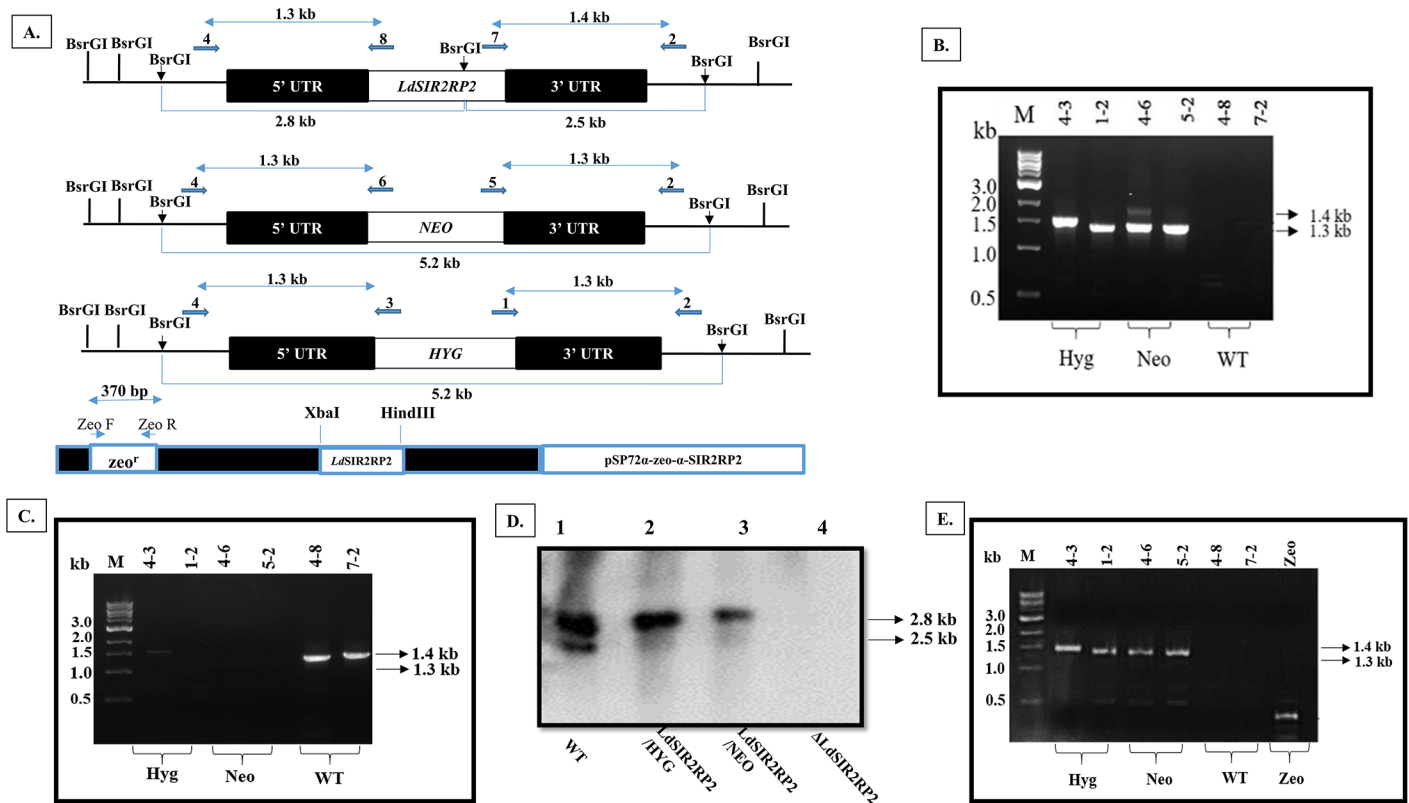 A.
1.3 kb
1.4 kb
4
8
7
2
BsrGI
BsrGI
BsrGI
BsrGI
BsrGI
BsrGI
5' UTR
LdSIR2RP2
3' UTR
2.8 kb
2.5 kb
1.3 kb
1.3 kb
4
6
5
2
BsrGI
BsrGI
BsrGI
BsrGI
BsrGI
5' UTR
NEO
3' UTR
5.2 kb
1.3 kb
1.3 kb
4
3
1
2
BsrGI
BsrGI
BsrGI
BsrGI
BsrGI
5' UTR
HYG
3' UTR
5.2 kb
370 bp
Zeo F
Zeo R
XbaI
HindIII
zeoʳ
LdSIR2RP2
pSP72α-zeo-α-SIR2RP2
B.
kb
M
4-3
1-2
4-6
5-2
4-8
7-2
3.0
2.0
1.5
1.0
0.5
1.4 kb
1.3 kb
Hyg
Neo
WT
C.
kb
M
4-3
1-2
4-6
5-2
4-8
7-2
3.0
2.0
1.5
1.0
0.5
1.4 kb
1.3 kb
Hyg
Neo
WT
D.
1
2
3
4
2.8 kb
2.5 kb
WT
LdSIR2RP2
/HYG
LdSIR2RP2
/NEO
ΔLdSIR2RP2
E.
kb
M
4-3
1-2
4-6
5-2
4-8
7-2
Zeo
3.0
2.0
1.5
1.0
0.5
1.4 kb
1.3 kb
Hyg
Neo
WT
Zeo